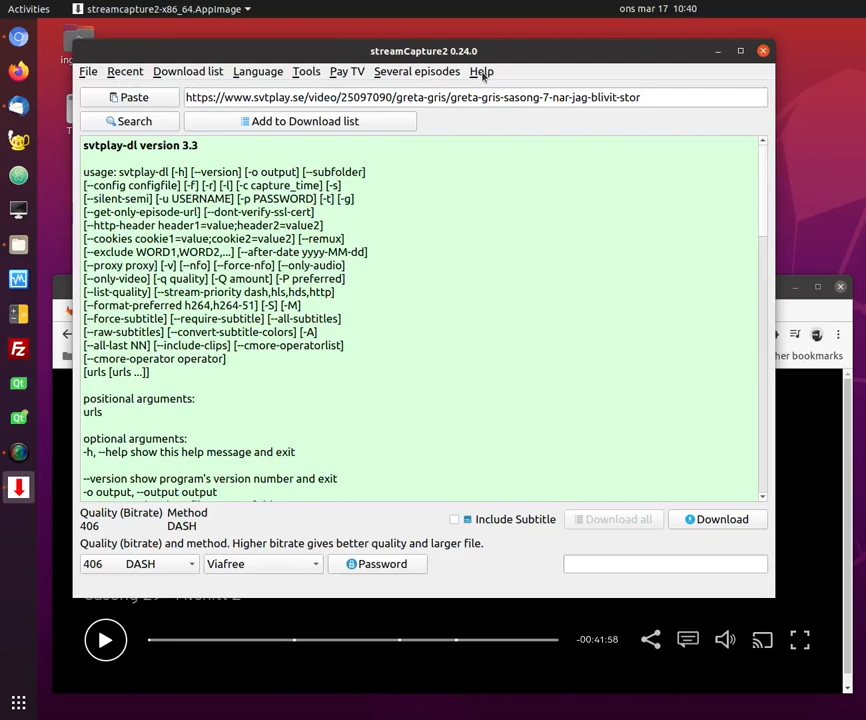 Activities
streamcapture2-x86_64.AppImage
ons mar 17 10:40
streamCapture2 0.24.0
File Recent Download list Language Tools Pay TV Several episodes Help
Paste
https://www.svtplay.se/video/25097090/greta-gris/greta-gris-sasong-7-nar-jag-blivit-stor
Search
Add to Download list
svtplay-dl version 3.3
usage: svtplay-dl [-h] [--version] [-o output] [--subfolder]
[--config configfile] [-f] [-r] [-l] [-c capture_time] [-s]
[--silent-semi] [-u USERNAME] [-p PASSWORD] [-t] [-g]
[--get-only-episode-url] [--dont-verify-ssl-cert]
[--http-header header1=value;header2=value2]
[--cookies cookie1=value;cookie2=value2] [--remux]
[--exclude WORD1,WORD2,...] [--after-date yyyy-MM-dd]
[--proxy proxy] [-v] [--nfo] [--force-nfo] [--only-audio]
[--only-video] [-q quality] [-Q amount] [-P preferred]
[--list-quality] [--stream-priority dash,hls,hds,http]
[--format-preferred h264,h264-51] [-S] [-M]
[--force-subtitle] [--require-subtitle] [--all-subtitles]
[--raw-subtitles] [--convert-subtitle-colors] [-A]
[--all-last NN] [--include-clips] [--cmore-operatorlist]
[--cmore-operator operator]
[urls [urls ...]]
positional arguments:
urls
optional arguments:
-h, --help show this help message and exit
--version show program's version number and exit
-o output, --output output
her bookmarks
Quality (Bitrate) Method
406 DASH
Include Subtitle
Download all
Download
Quality (bitrate) and method. Higher bitrate gives better quality and larger file.
406 DASH
Viafree
Password
-00:41:58